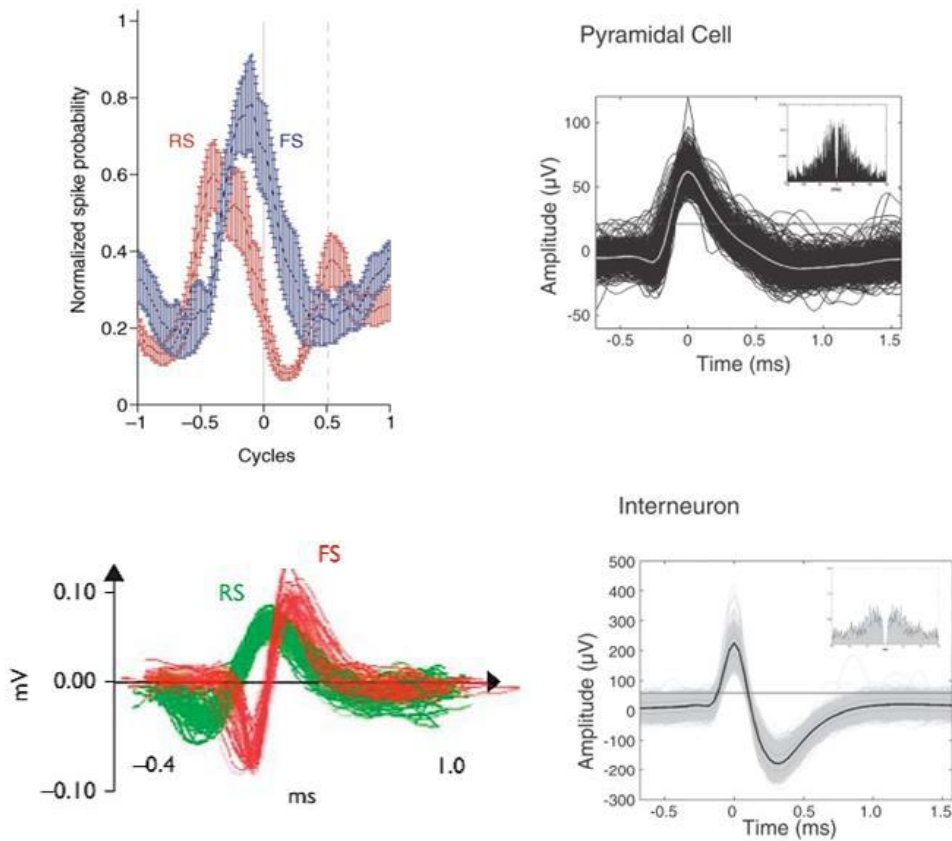 1
0.8
0.6
0.4
0.2
0
Normalized spike probability
RS
FS
−1 −0.5 0 0.5 1
Cycles
Pyramidal Cell
100
50
0
-50
Amplitude (µV)
-0.5 0 0.5 1.0 1.5
Time (ms)
FS
RS
0.10
0.00
−0.10
mV
−0.4 1.0
ms
Interneuron
500
400
300
200
100
0
-100
-200
-300
Amplitude (µV)
-0.5 0 0.5 1.0 1.5
Time (ms)